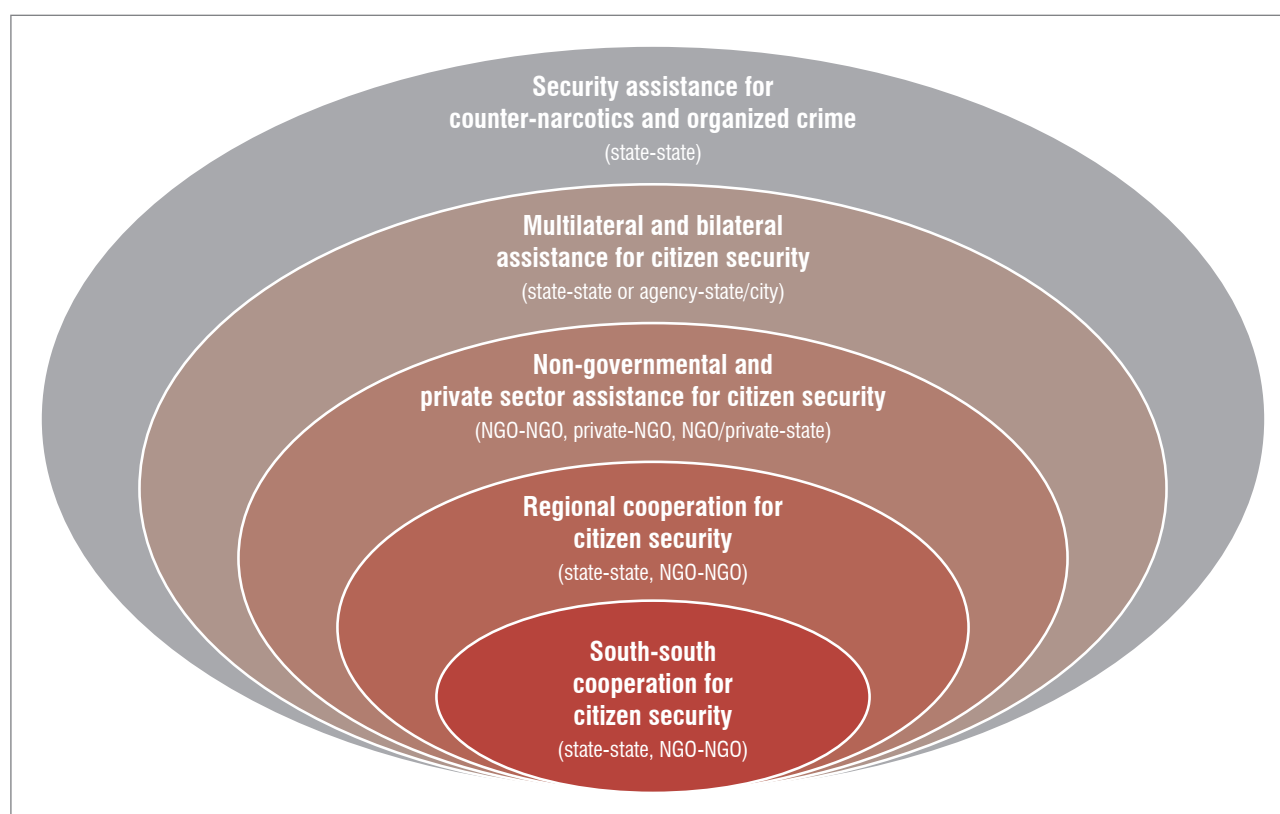 Security assistance for
counter-narcotics and organized crime
(state-state)
Multilateral and bilateral
assistance for citizen security
(state-state or agency-state/city)
Non-governmental and
private sector assistance for citizen security
(NGO-NGO, private-NGO, NGO/private-state)
Regional cooperation for
citizen security
(state-state, NGO-NGO)
South-south
cooperation for
citizen security
(state-state, NGO-NGO)